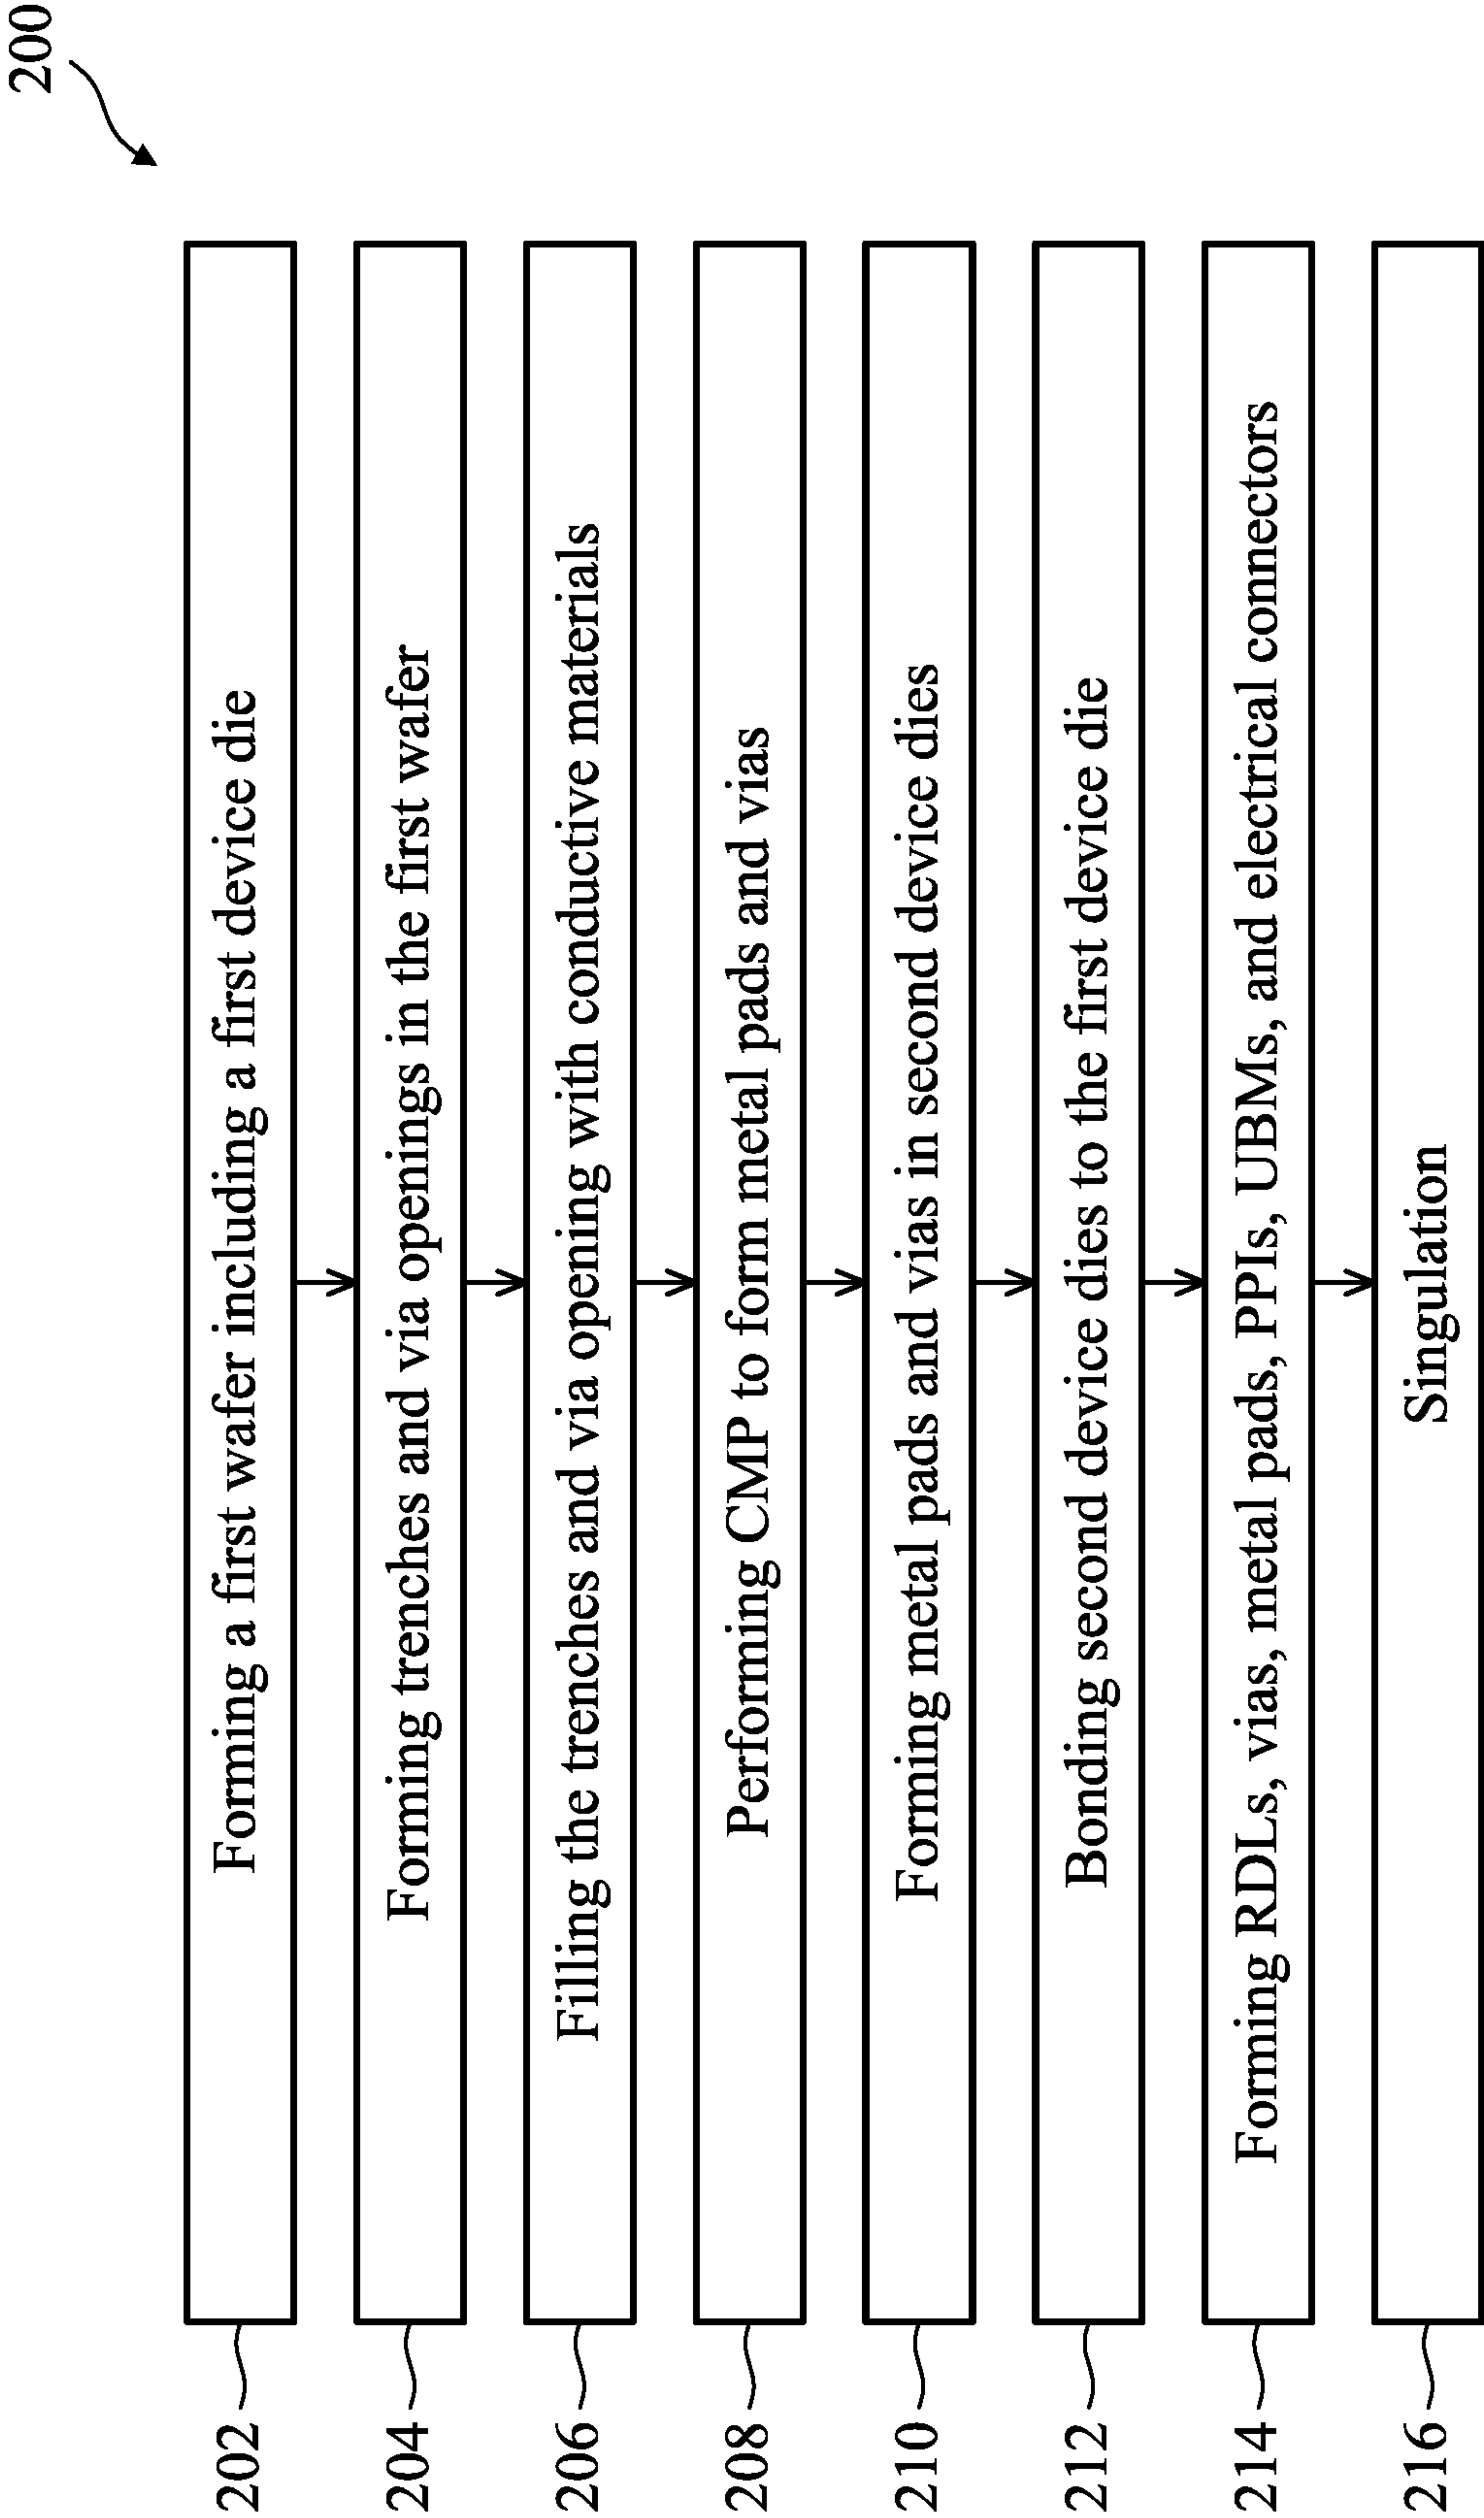 200
202 Forming a first wafer including a first device die
204 Forming trenches and via openings in the first wafer
206 Filling the trenches and via opening with conductive materials
208 Performing CMP to form metal pads and vias
210 Forming metal pads and vias in second device dies
212 Bonding second device dies to the first device die
214 Forming RDLs, vias, metal pads, PPIs, UBMs, and electrical connectors
216 Singulation